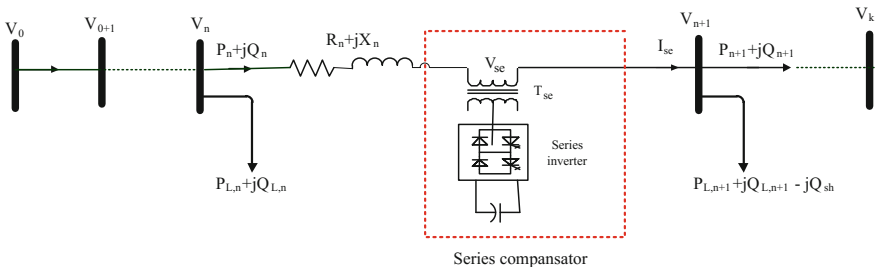 V0
V0+1
Vn
Pn+jQn
Rn+jXn
Vse
Tse
Series
inverter
Ise
Vn+1
Pn+1+jQn+1
Vk
PL,n+jQL,n
PL,n+1+jQL,n+1 - jQsh
Series compansator